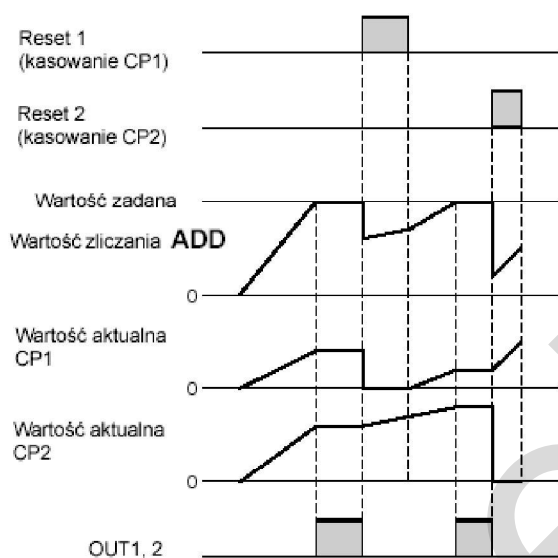 Reset 1
(kasowanie CP1)
Reset 2
(kasowanie CP2)
Wartość zadana
Wartość zliczania ADD
0
Wartość aktualna
CP1
0
Wartość aktualna
CP2
0
OUT1, 2